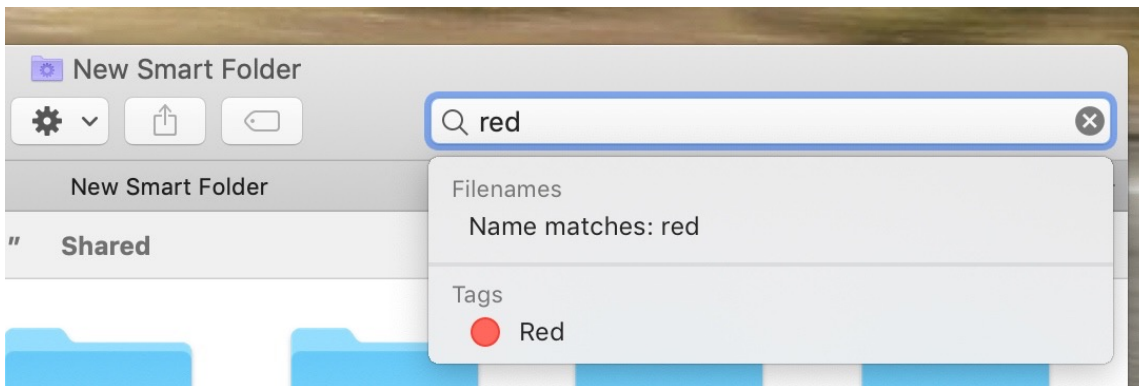 New Smart Folder
red
New Smart Folder
Filenames
Name matches: red
" Shared
Tags
Red